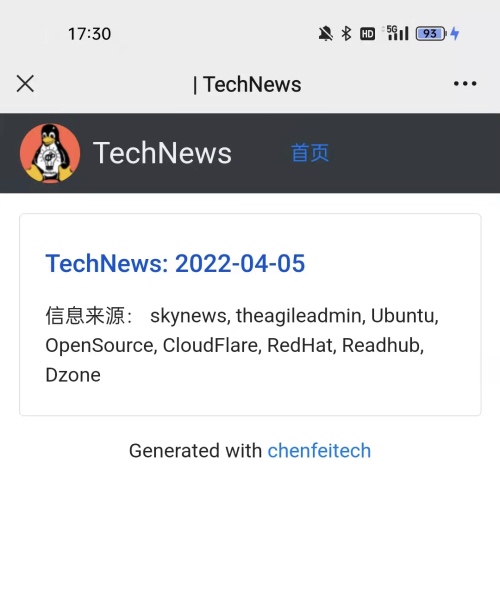 17:30
HD 5G 93
| TechNews
TechNews 首页
TechNews: 2022-04-05
信息来源： skynews, theagileadmin, Ubuntu,
OpenSource, CloudFlare, RedHat, Readhub,
Dzone
Generated with chenfeitech